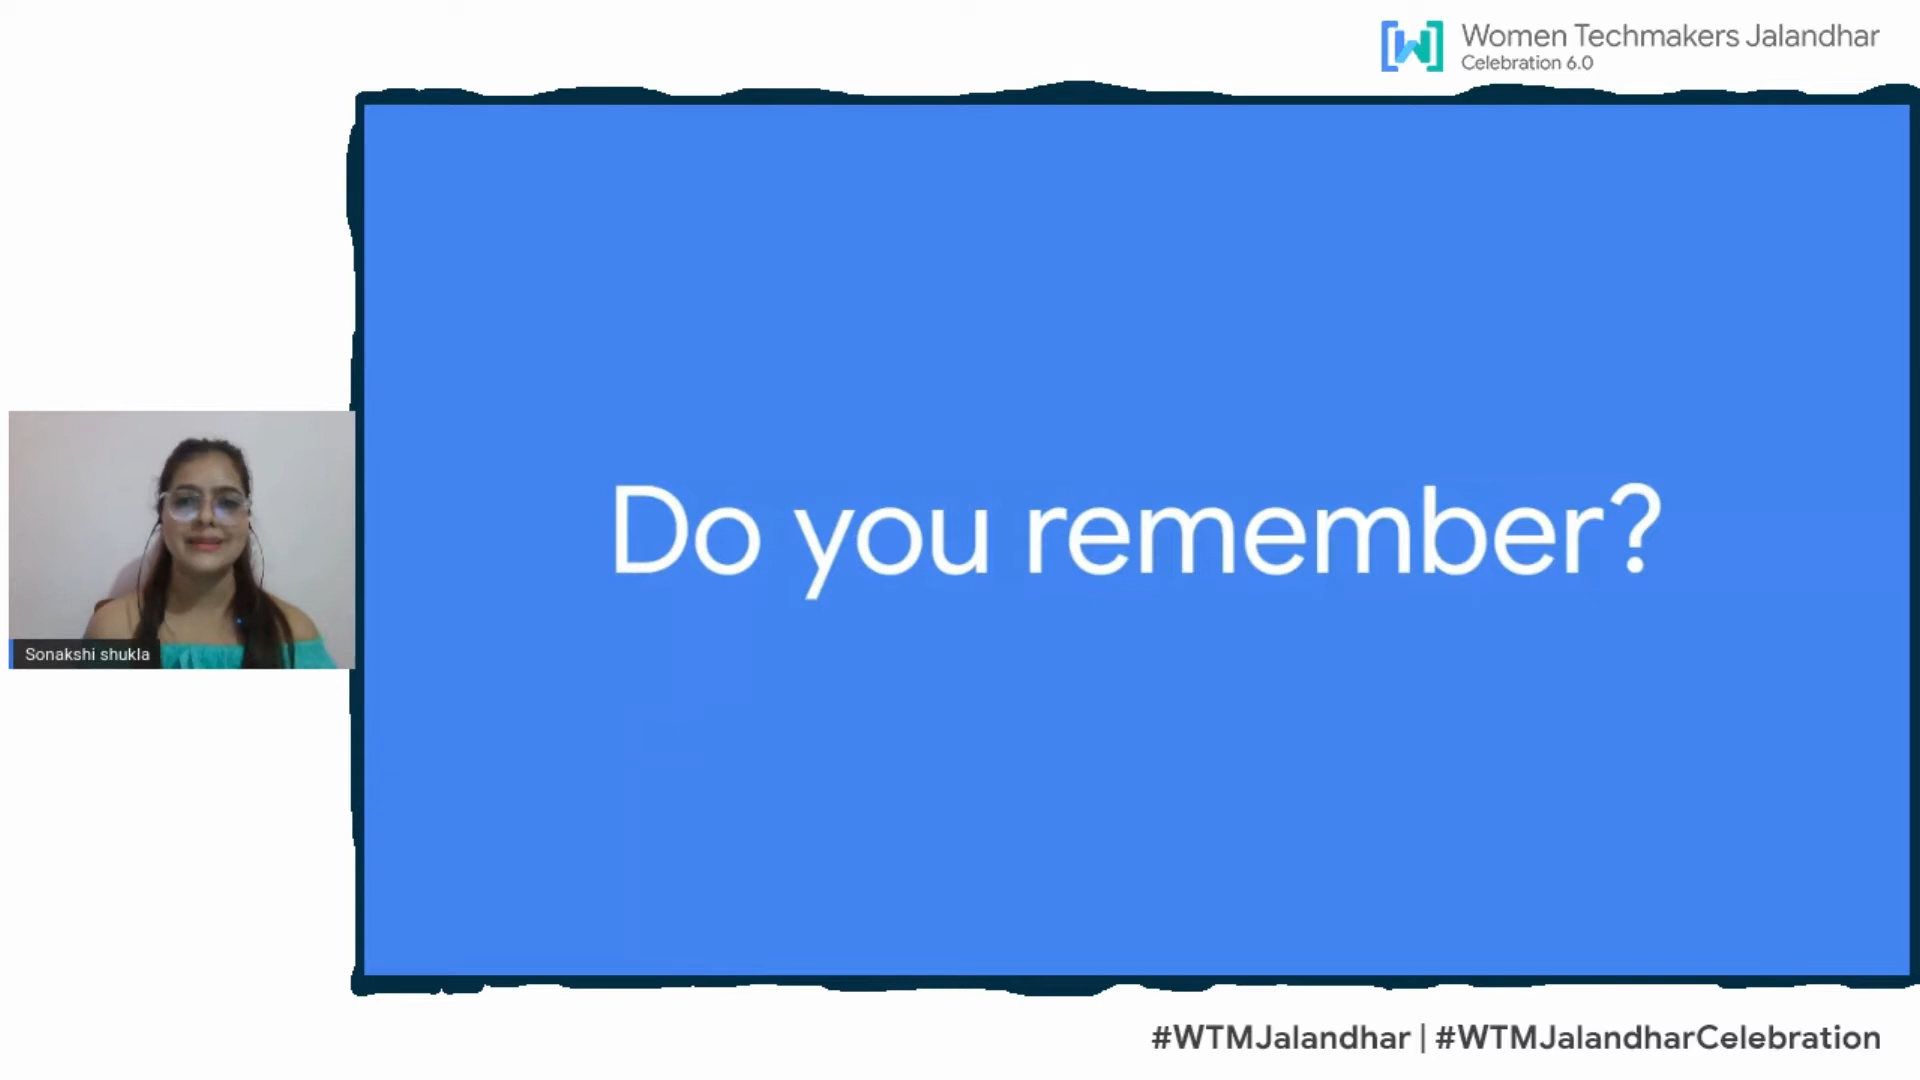 Women Techmakers Jalandhar
Celebration 6.0
Do you remember?
Sonakshi shukla
#WTMJalandhar | #WTMJalandharCelebration